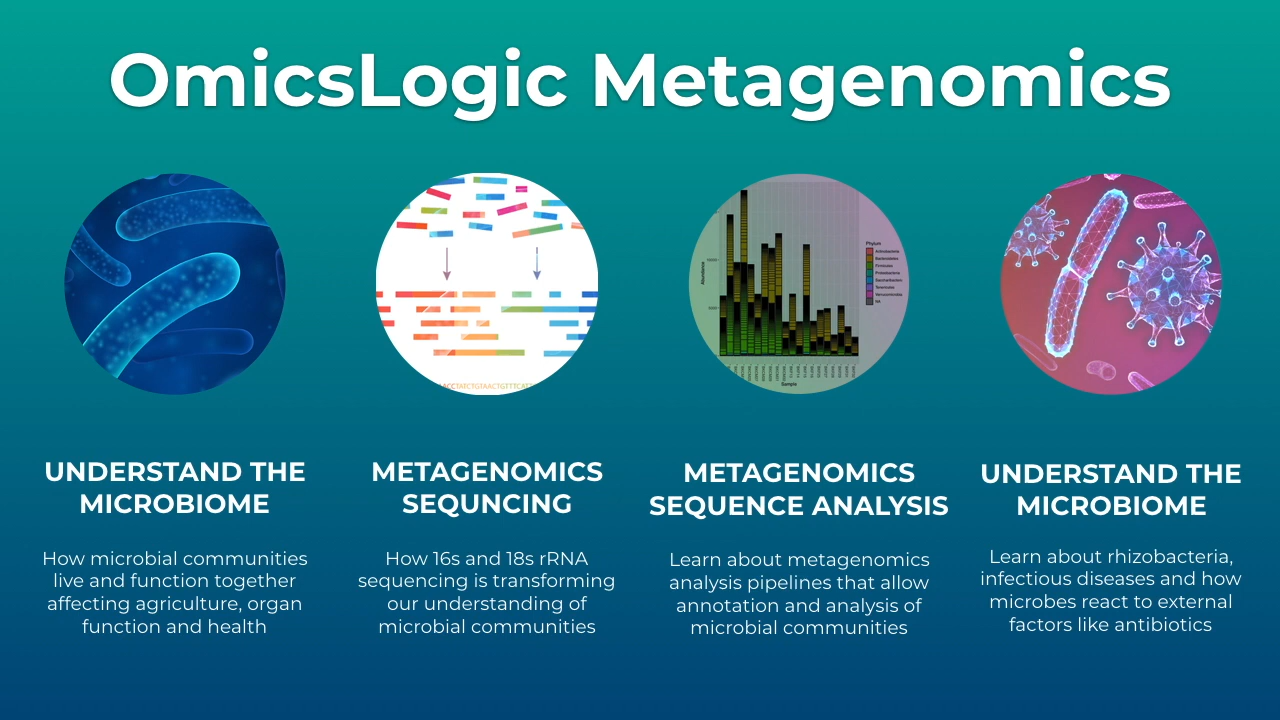 OmicsLogic Metagenomics
Phylum
Abundance
Sample
UNDERSTAND THE
MICROBIOME
How microbial communities
live and function together
affecting agriculture, organ
function and health
METAGENOMICS
SEQUNCING
How 16s and 18s rRNA
sequencing is transforming
our understanding of
microbial communities
METAGENOMICS
SEQUENCE ANALYSIS
Learn about metagenomics
analysis pipelines that allow
annotation and analysis of
microbial communities
UNDERSTAND THE
MICROBIOME
Learn about rhizobacteria,
infectious diseases and how
microbes react to external
factors like antibiotics